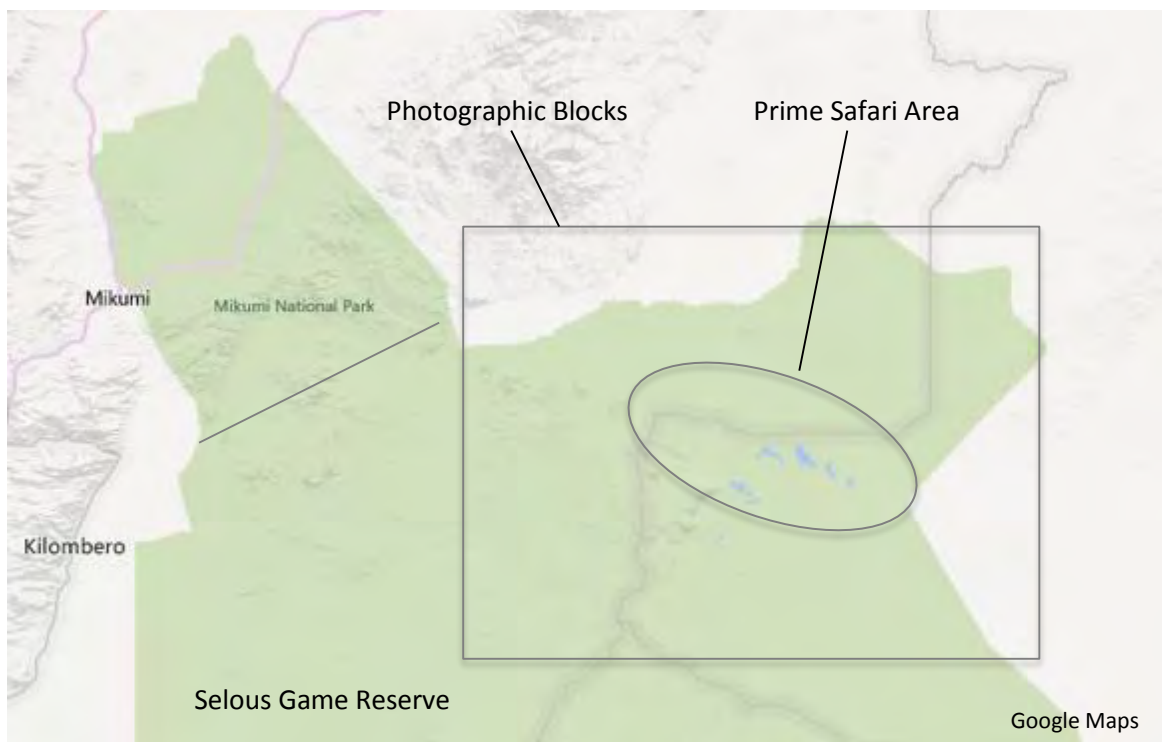 Photographic Blocks
Prime Safari Area
Mikumi
Mikumi National Park
Kilombero
Selous Game Reserve
Google Maps